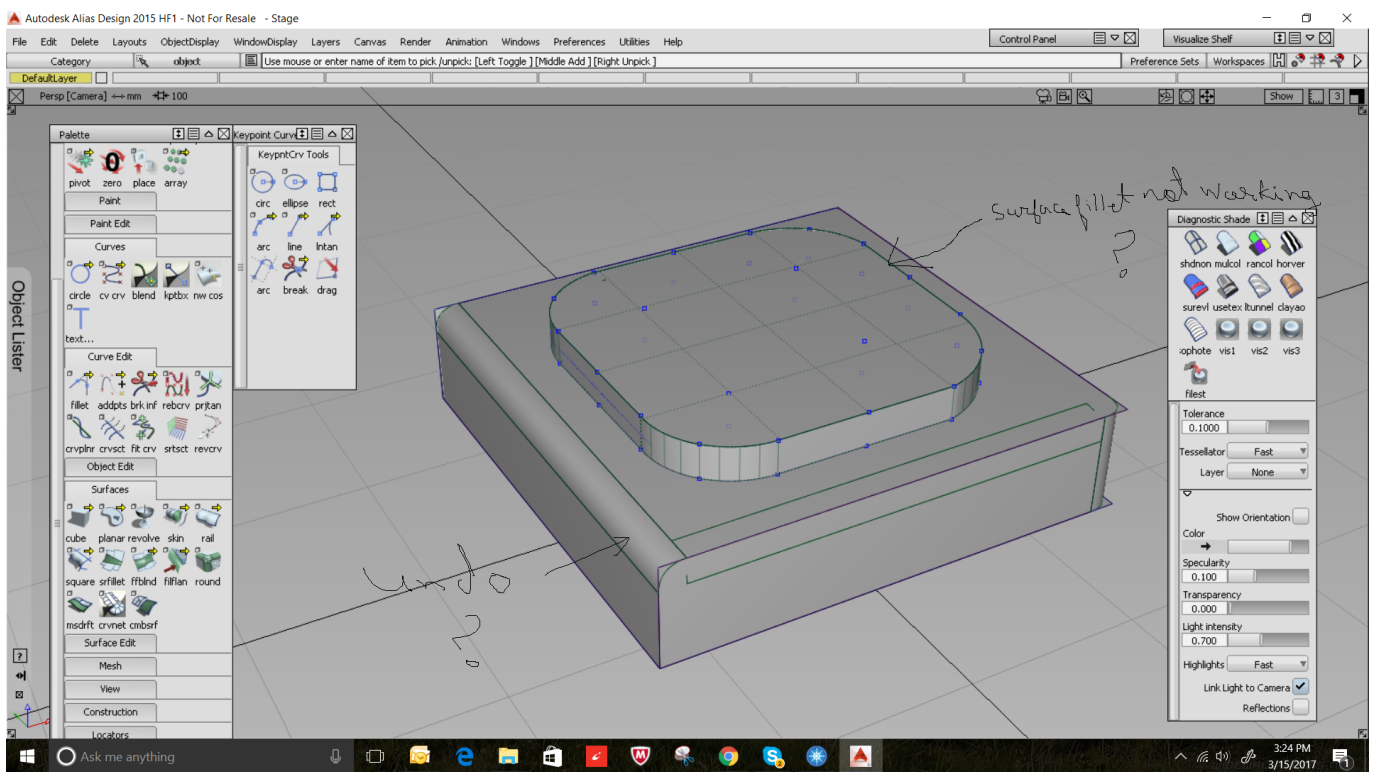 Autodesk Alias Design 2015 HF1 - Not For Resale - Stage
File Edit Delete Layouts ObjectDisplay WindowDisplay Layers Canvas Render Animation Windows Preferences Utilities Help
Control Panel
Visualize Shelf
Category object Use mouse or enter name of item to pick /unpick: [Left Toggle ] [Middle Add ] [Right Unpick ]
Preference Sets Workspaces
DefaultLayer
Persp [Camera] mm 100
Show 3
Palette
pivot zero place array
Paint
Paint Edit
Curves
circle cv crv blend kptbx nw cos
text...
Curve Edit
fillet addpts brk inf rebcrv prjtan
crvplnr crvsct fit crv srtsct revcrv
Object Edit
Surfaces
cube planar revolve skin rail
square srfillet ffblnd filflan round
msdrft crvnet cmbsrf
Surface Edit
Mesh
View
Construction
Locators
Keypoint Curv
KeypntCrv Tools
circ ellipse rect
arc line lntan
arc break drag
Object Lister
surface fillet not working
?
undo
?
Diagnostic Shade
shdnon mulcol rancol horver
surevl usetex ltunnel clayao
ophote vis1 vis2 vis3
filest
Tolerance
0.1000
Tessellator Fast
Layer None
Show Orientation
Color
Specularity
0.100
Transparency
0.000
Light intensity
0.700
Highlights Fast
Link Light to Camera
Reflections
Ask me anything
3:24 PM
3/15/2017